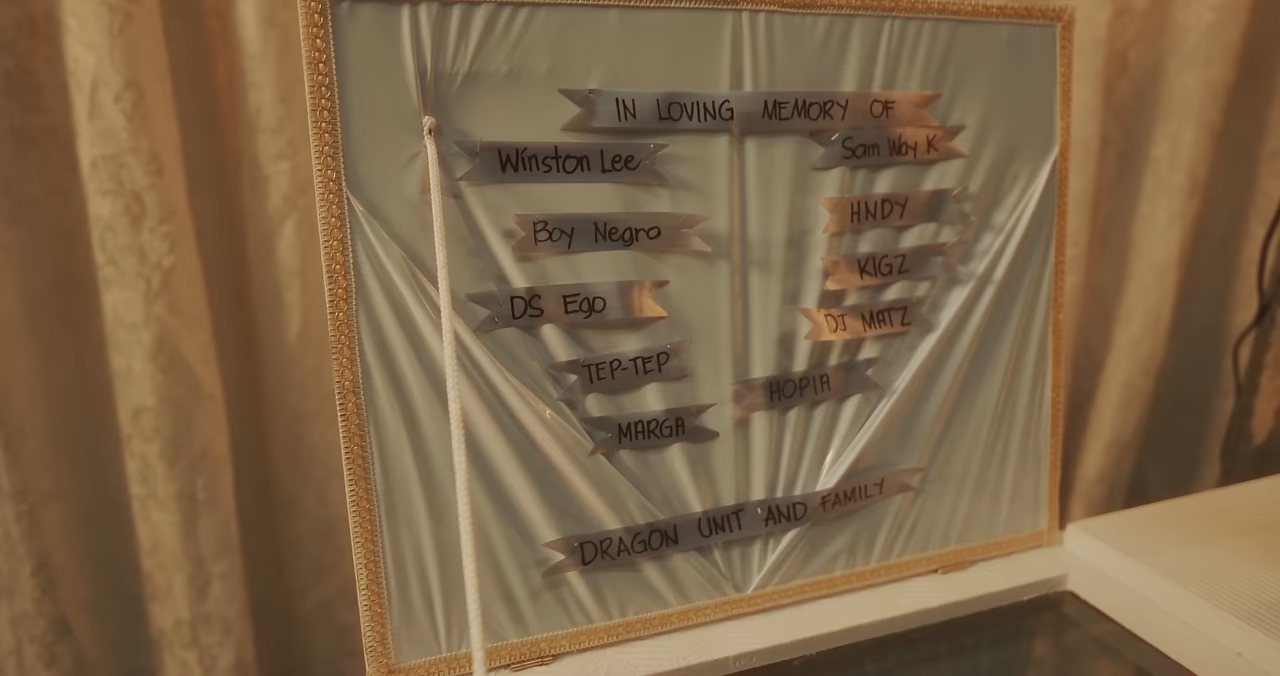 IN LOVING MEMORY OF
Winston Lee
Boy Negro
DS Ego
TEP-TEP
MARGA
Sam Way K
HNDY
KIGZ
DJ MATZ
HOPIA
DRAGON UNIT AND FAMILY